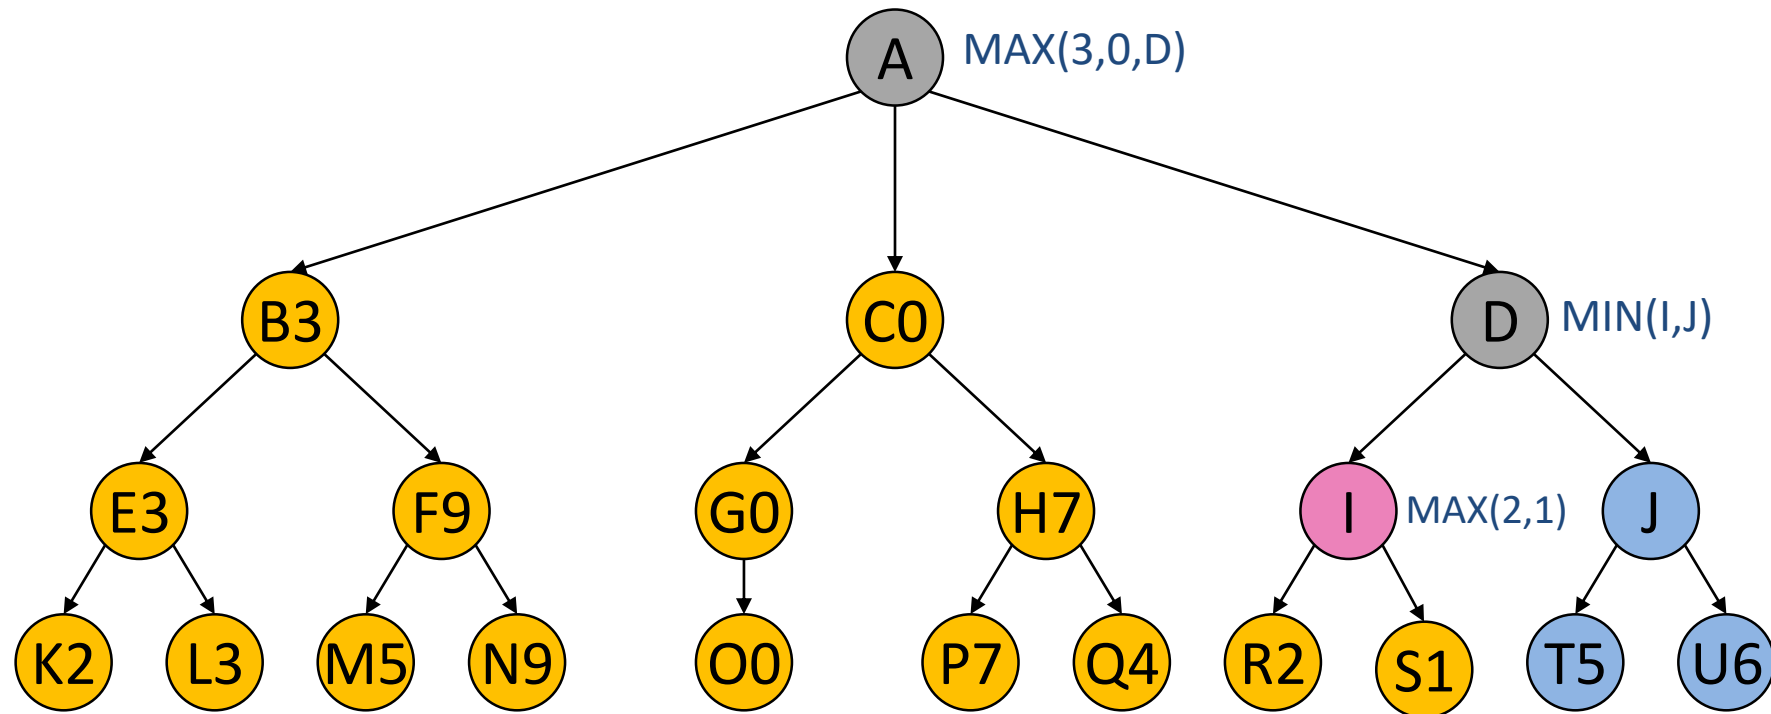 A MAX(3,0,D)
B3 C0 D MIN(I,J)
E3 F9 G0 H7 I MAX(2,1) J
K2 L3 M5 N9 O0 P7 Q4 R2 S1 T5 U6